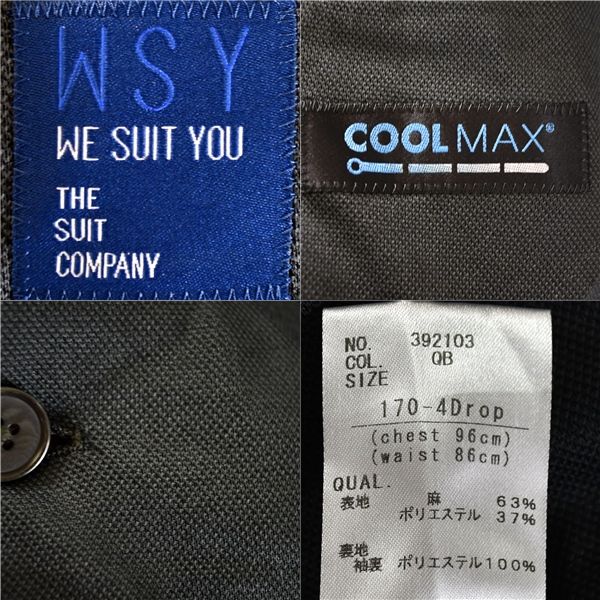 WSY
WE SUIT YOU
THE
SUIT
COMPANY
COOLMAX®
NO. 392103
COL. QB
SIZE
170-4Drop
(chest 96cm)
(waist 86cm)
QUAL.
表地 麻 63%
ポリエステル 37%
裏地
袖裏 ポリエステル100%